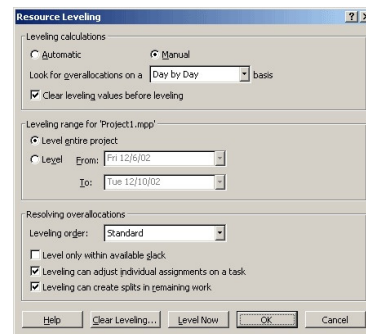 Resource Leveling
Leveling calculations
Automatic Manual
Look for overallocations on a Day by Day basis
Clear leveling values before leveling
Leveling range for 'Project1.mpp'
Level entire project
Level From: Fri 12/6/02
To: Tue 12/10/02
Resolving overallocations
Leveling order: Standard
Level only within available slack
Leveling can adjust individual assignments on a task
Leveling can create splits in remaining work
Help Clear Leveling... Level Now OK Cancel